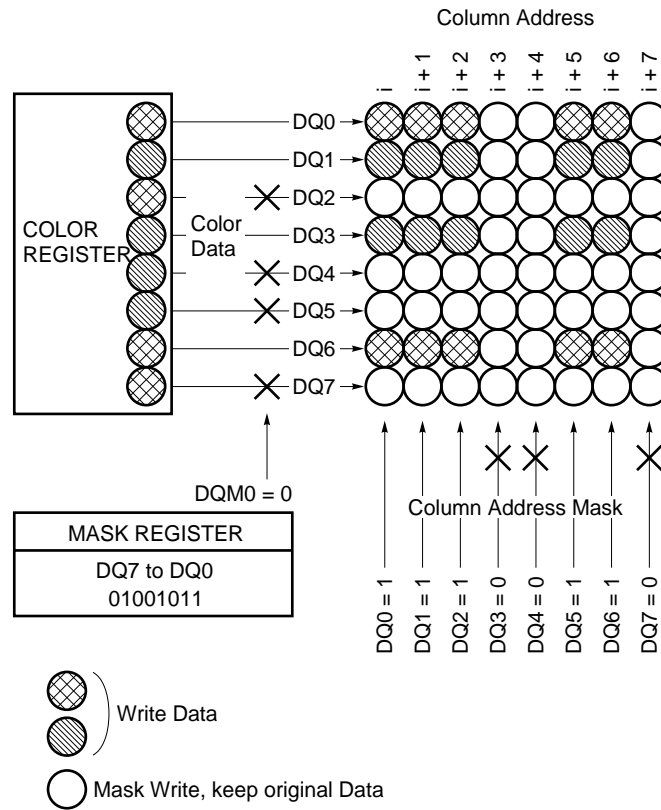 Column Address
i
i + 1
i + 2
i + 3
i + 4
i + 5
i + 6
i + 7
COLOR
REGISTER
Color
Data
DQ0
DQ1
DQ2
DQ3
DQ4
DQ5
DQ6
DQ7
DQM0 = 0
Column Address Mask
MASK REGISTER
DQ7 to DQ0
01001011
DQ0 = 1
DQ1 = 1
DQ2 = 1
DQ3 = 0
DQ4 = 0
DQ5 = 1
DQ6 = 1
DQ7 = 0
Write Data
Mask Write, keep original Data